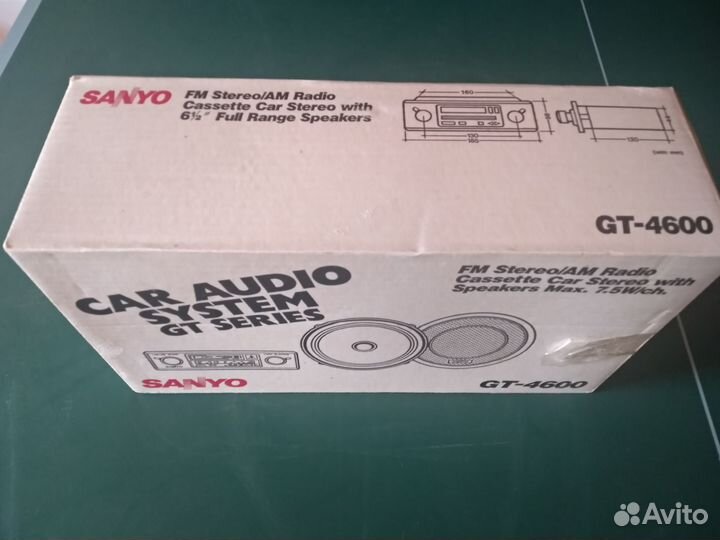 SANYO
FM Stereo/AM Radio
Cassette Car Stereo with
6½" Full Range Speakers
160
130
165
130
GT-4600
CAR AUDIO
SYSTEM
GT SERIES
FM Stereo/AM Radio
Cassette Car Stereo with
Speakers Max. 7.5W/ch.
SANYO
GT-4600
Avito